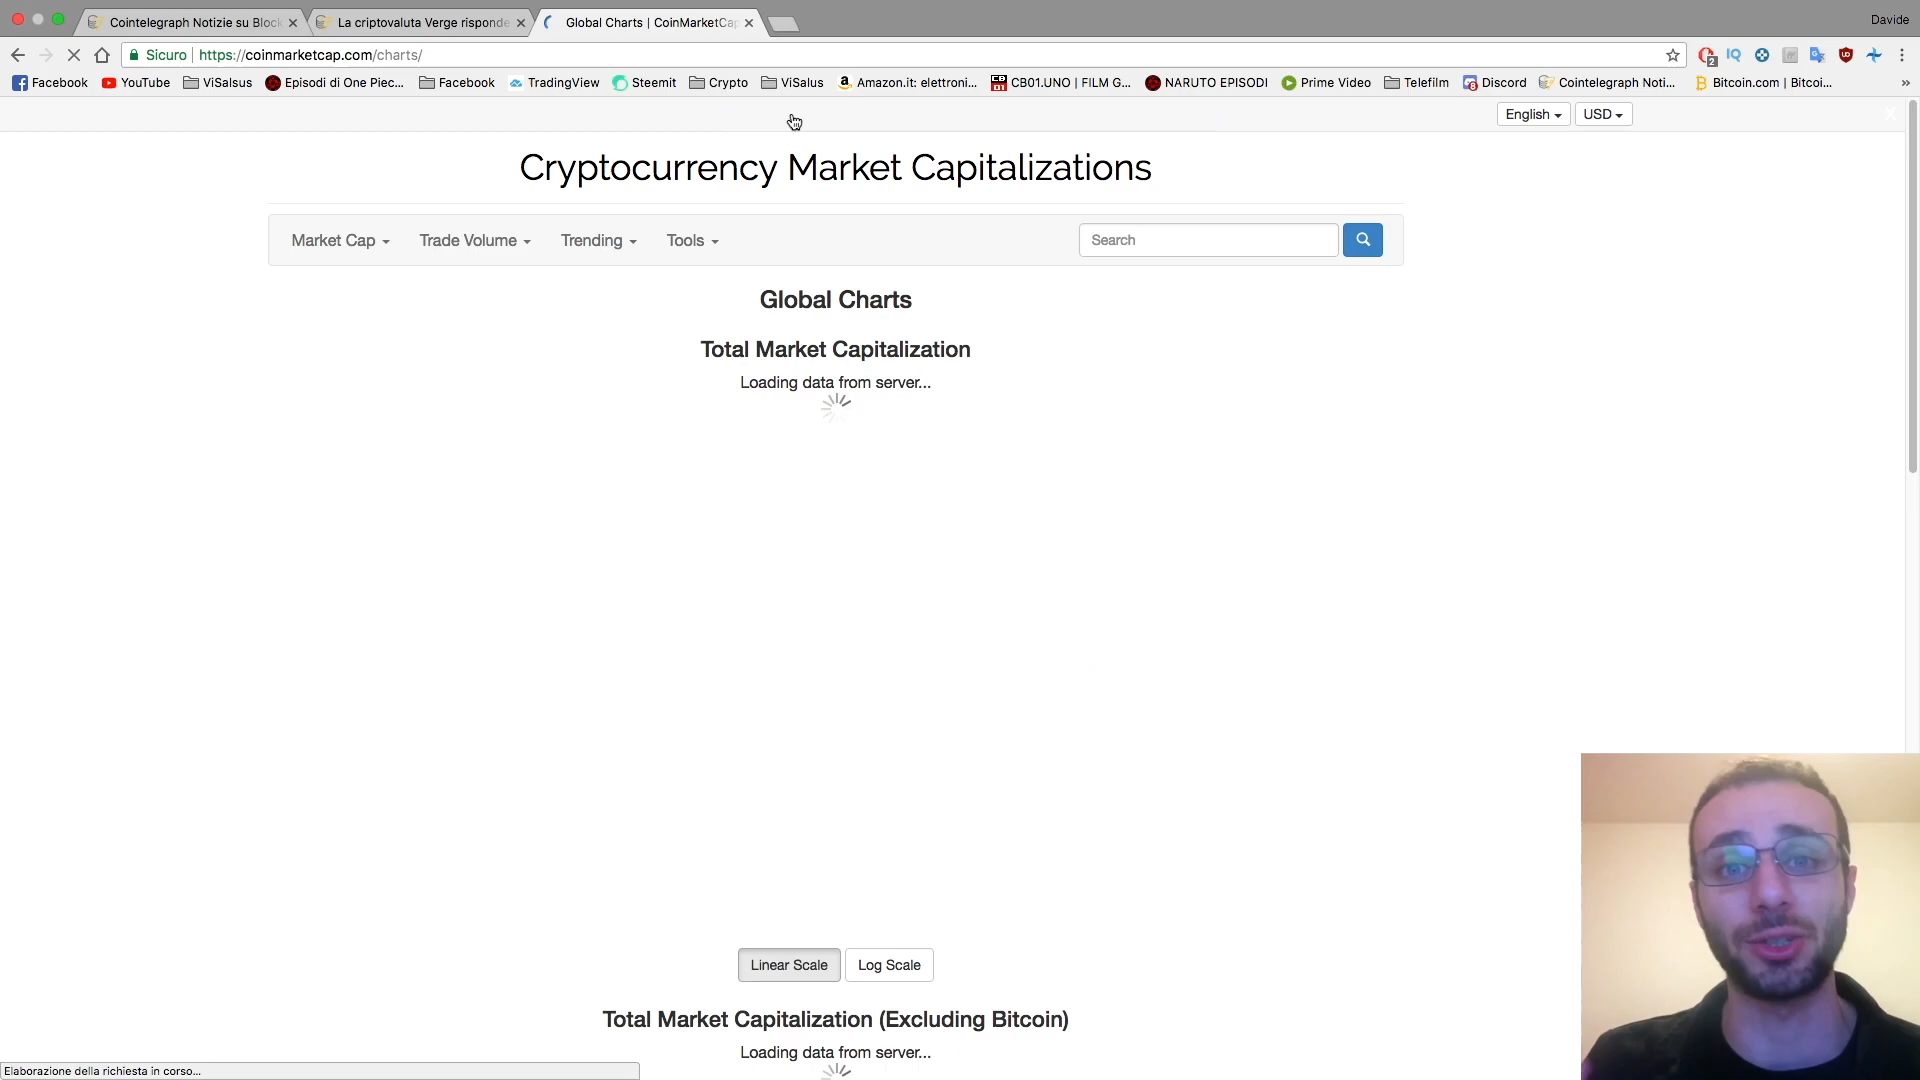 Cointelegraph Notizie su Block
La criptovaluta Verge risponde
Global Charts | CoinMarketCap
Davide
Sicuro
https://coinmarketcap.com/charts/
2
Facebook
YouTube
ViSalsus
Episodi di One Piec...
Facebook
TradingView
Steemit
Crypto
ViSalus
Amazon.it: elettroni...
CB01.UNO | FILM G...
NARUTO EPISODI
Prime Video
Telefilm
Discord
Cointelegraph Noti...
Bitcoin.com | Bitcoi...
English
USD
Cryptocurrency Market Capitalizations
Market Cap
Trade Volume
Trending
Tools
Search
Global Charts
Total Market Capitalization
Loading data from server...
Linear Scale
Log Scale
Total Market Capitalization (Excluding Bitcoin)
Loading data from server...
Elaborazione della richiesta in corso...